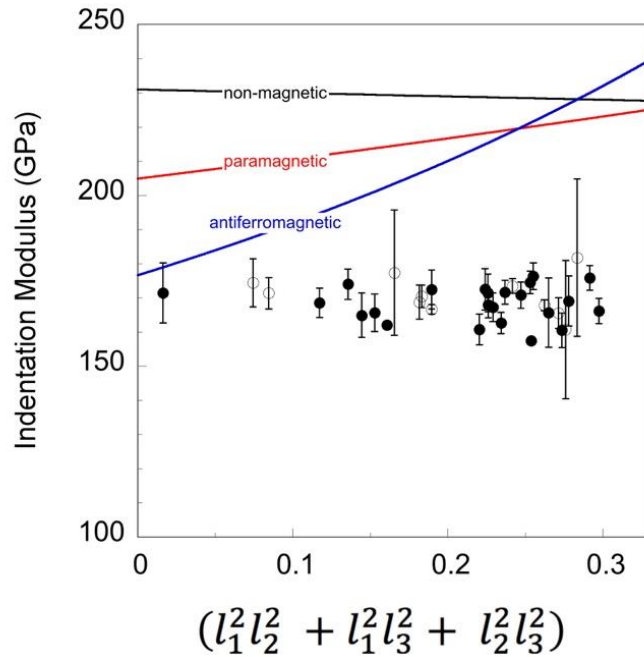 250
200
150
100
Indentation Modulus (GPa)
non-magnetic
paramagnetic
antiferromagnetic
0 0.1 0.2 0.3
(l₁²l₂² + l₁²l₃² + l₂²l₃²)